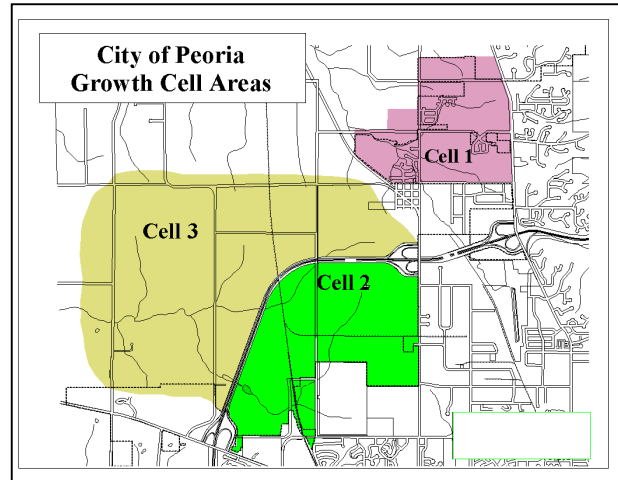 City of Peoria
Growth Cell Areas
Cell 1
Cell 3
Cell 2